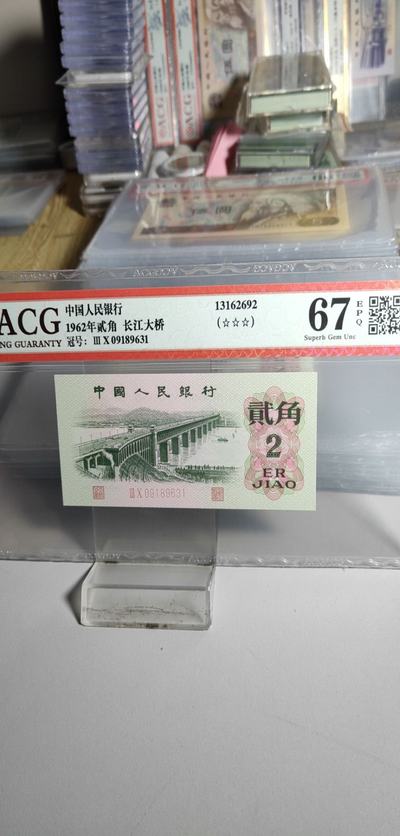 ACG
ACG
ACG
NG GUARANTY
中国人民银行
1962年贰角 长江大桥
冠号: Ⅲ X 09189631
13162692
(☆☆☆)
67
EPQ
Superb Gem Unc
中國人民銀行
貳角
2
ER
JIAO
Ⅲ X 09189631